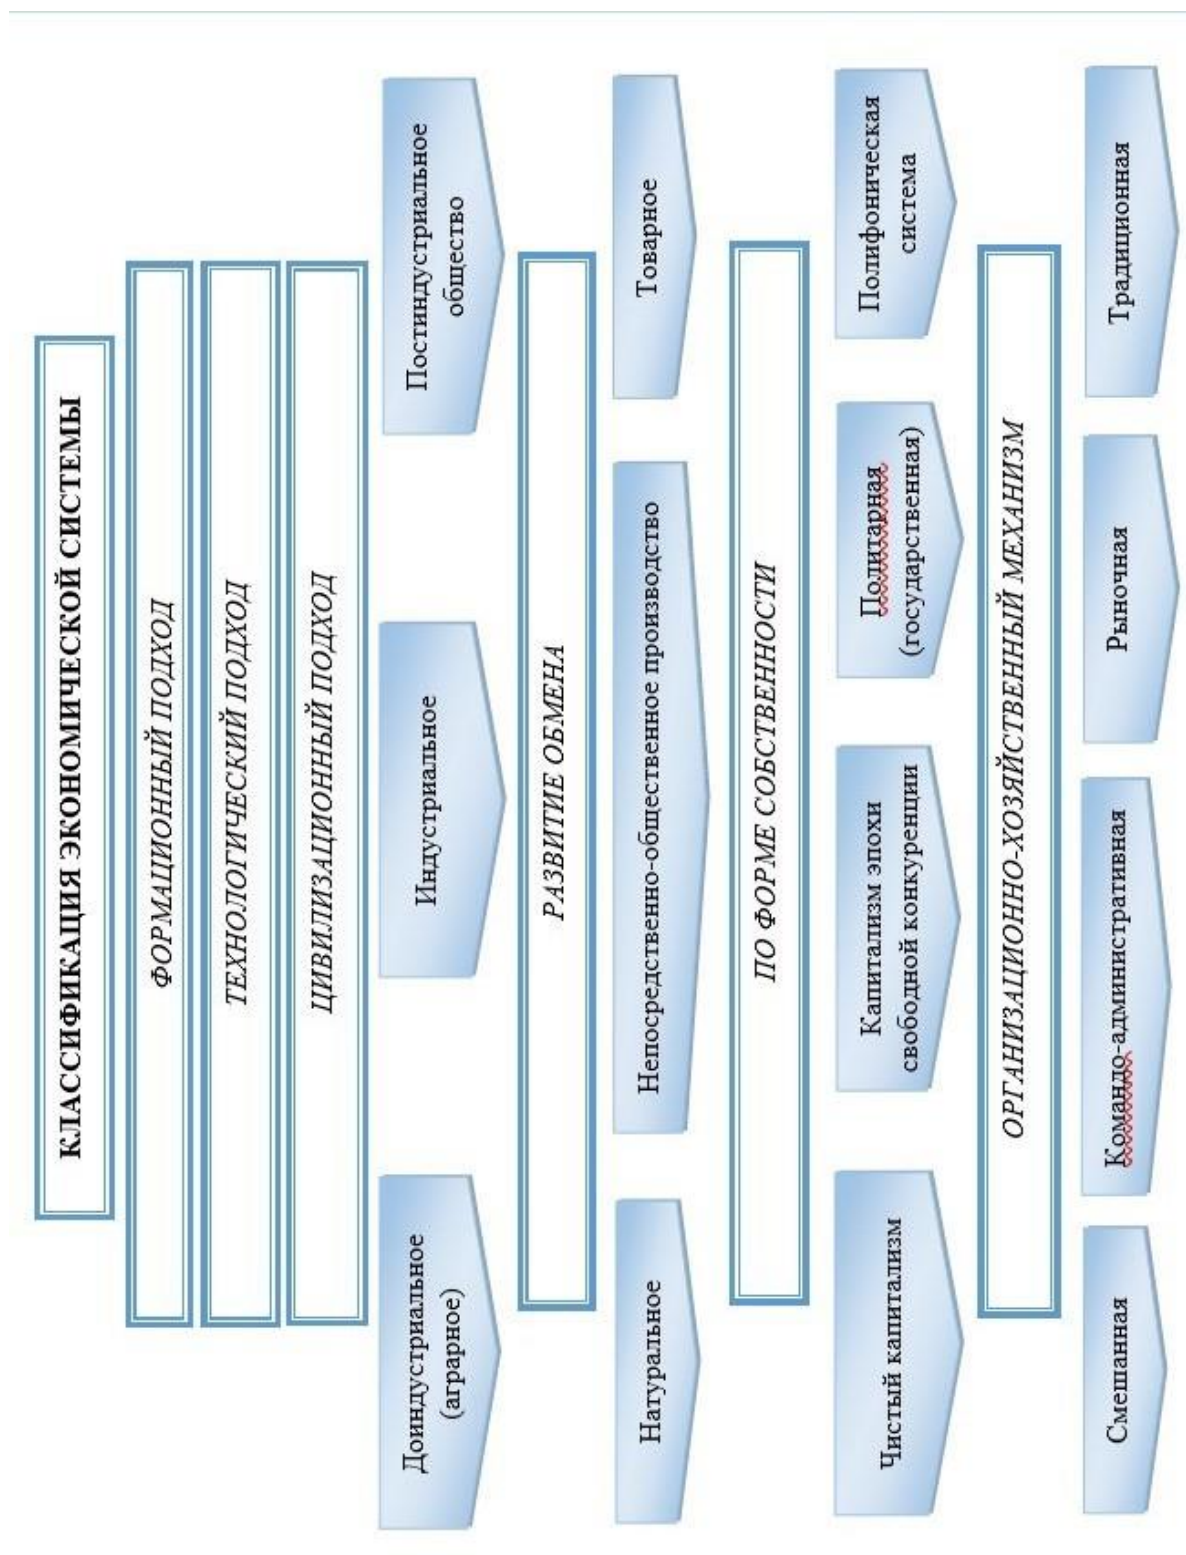 КЛАССИФИКАЦИЯ ЭКОНОМИЧЕСКОЙ СИСТЕМЫ
ФОРМАЦИОННЫЙ ПОДХОД
ТЕХНОЛОГИЧЕСКИЙ ПОДХОД
ЦИВИЛИЗАЦИОННЫЙ ПОДХОД
Доиндустриальное
(аграрное)
Индустриальное
Постиндустриальное
общество
РАЗВИТИЕ ОБМЕНА
Натуральное
Непосредственно-общественное производство
Товарное
ПО ФОРМЕ СОБСТВЕННОСТИ
Чистый капитализм
Капитализм эпохи
свободной конкуренции
Политарная
(государственная)
Полифоническая
система
ОРГАНИЗАЦИОННО-ХОЗЯЙСТВЕННЫЙ МЕХАНИЗМ
Смешанная
Командо-административная
Рыночная
Традиционная